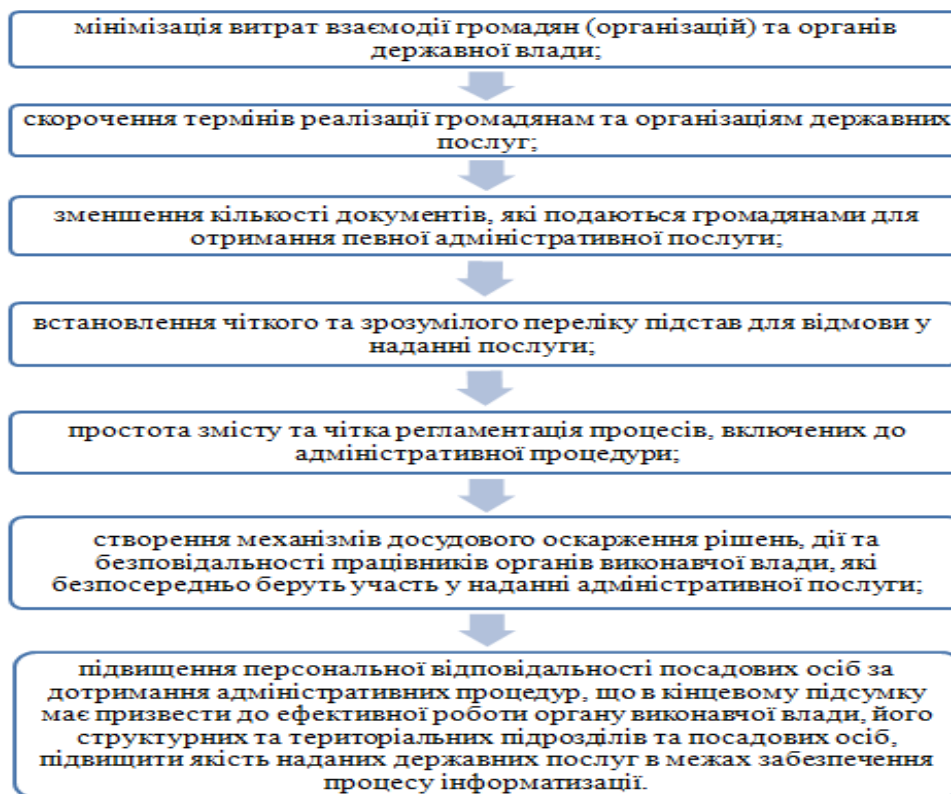 мінімізація витрат взаємодії громадян (організацій) та органів
державної влади;
скорочення термінів реалізації громадянам та організаціям державних
послуг;
зменшення кількості документів, які подаються громадянами для
отримання певної адміністративної послуги;
встановлення чіткого та зрозумілого переліку підстав для відмови у
наданні послуги;
простота змісту та чітка регламентація процесів, включених до
адміністративної процедури;
створення механізмів досудового оскарження рішень, дії та
безповідальності працівників органів виконавчої влади, які
безпосередньо беруть участь у наданні адміністративної послуги;
підвищення персональної відповідальності посадових осіб за
дотримання адміністративних процедур, що в кінцевому підсумку
має призвести до ефективної роботи органу виконавчої влади, його
структурних та територіальних підрозділів та посадових осіб,
підвищити якість наданих державних послуг в межах забезпечення
процесу інформатизації.